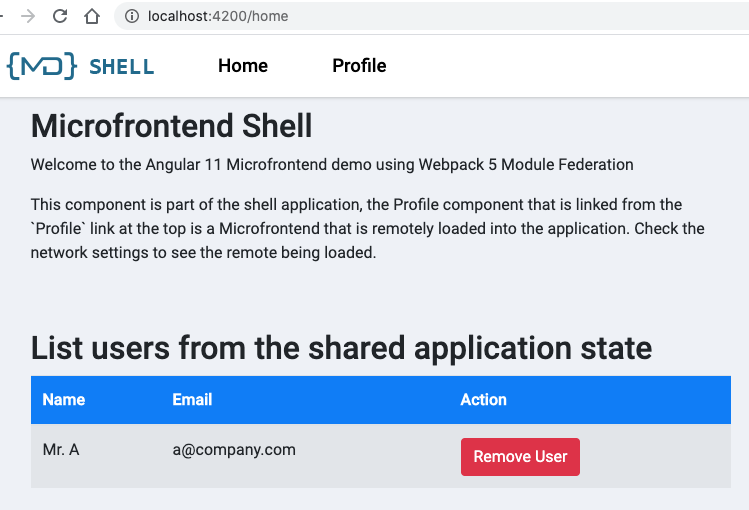 localhost:4200/home
{MD} SHELL Home Profile
Microfrontend Shell
Welcome to the Angular 11 Microfrontend demo using Webpack 5 Module Federation
This component is part of the shell application, the Profile component that is linked from the
`Profile` link at the top is a Microfrontend that is remotely loaded into the application. Check the
network settings to see the remote being loaded.
List users from the shared application state
Name Email Action
Mr. A a@company.com Remove User